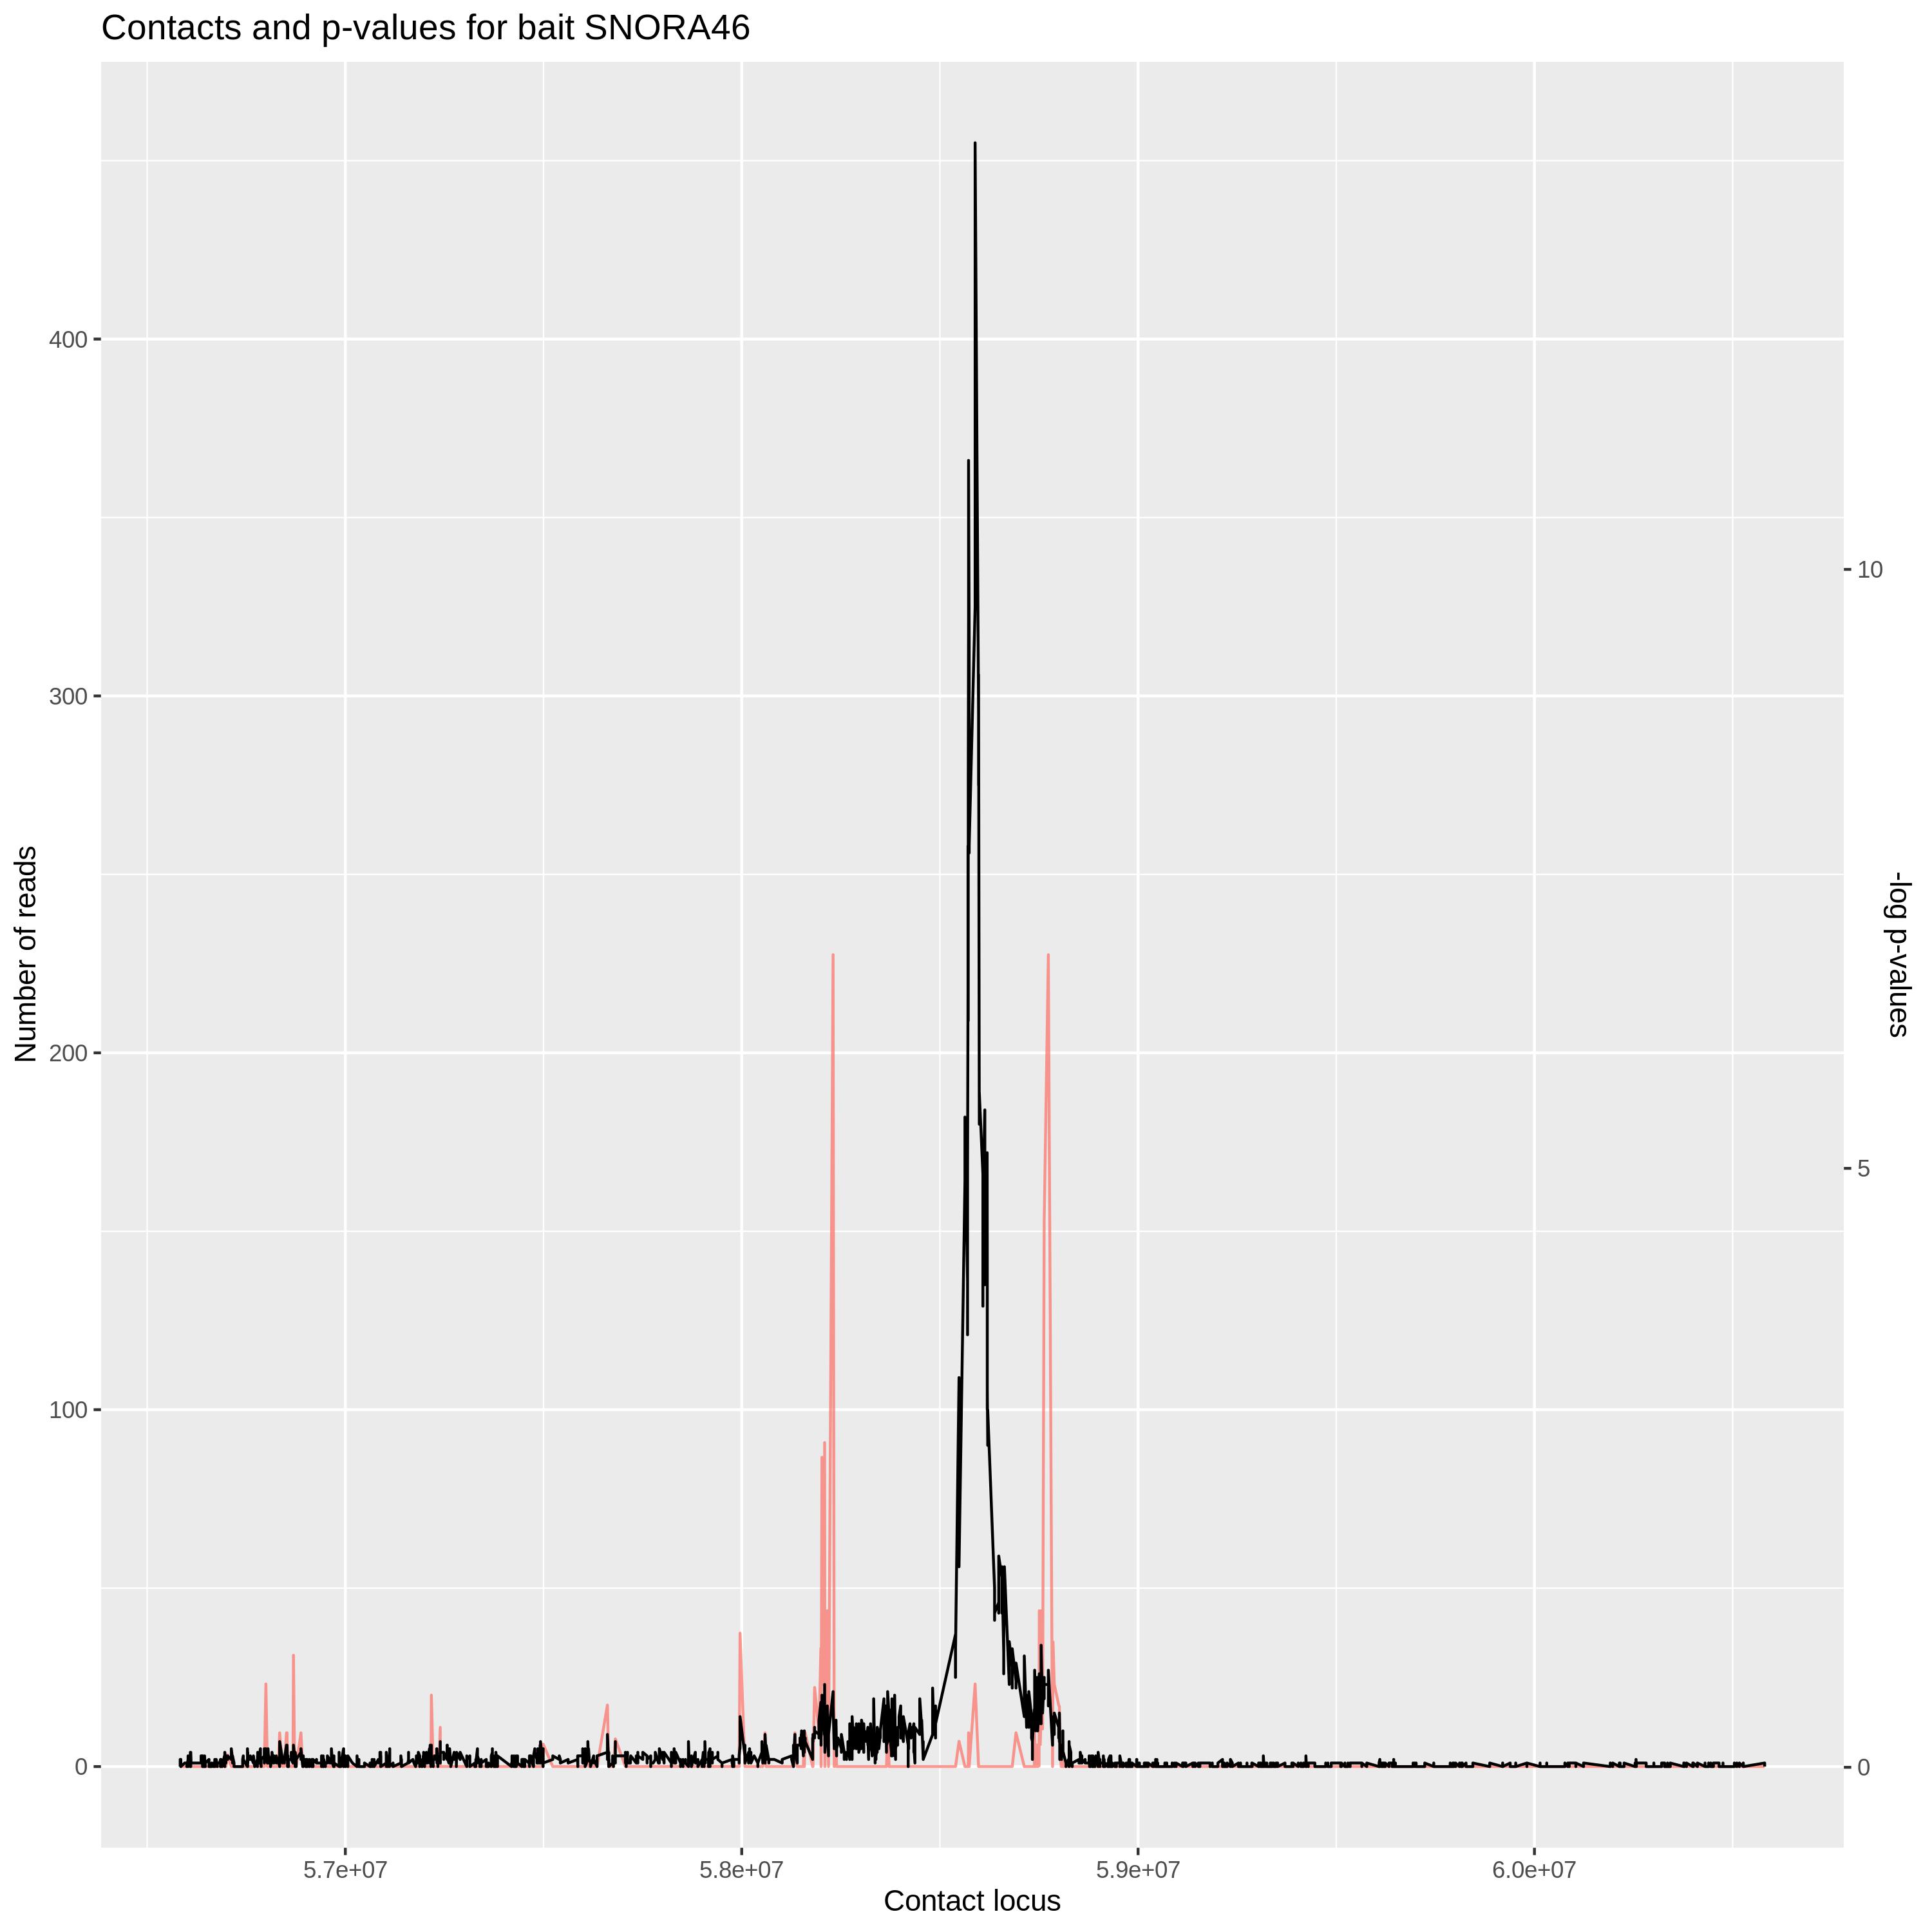 Contacts and p-values for bait SNORA46
Number of reads
400
300
200
100
0
10
5
0
-log p-values
5.7e+07
5.8e+07
5.9e+07
6.0e+07
Contact locus